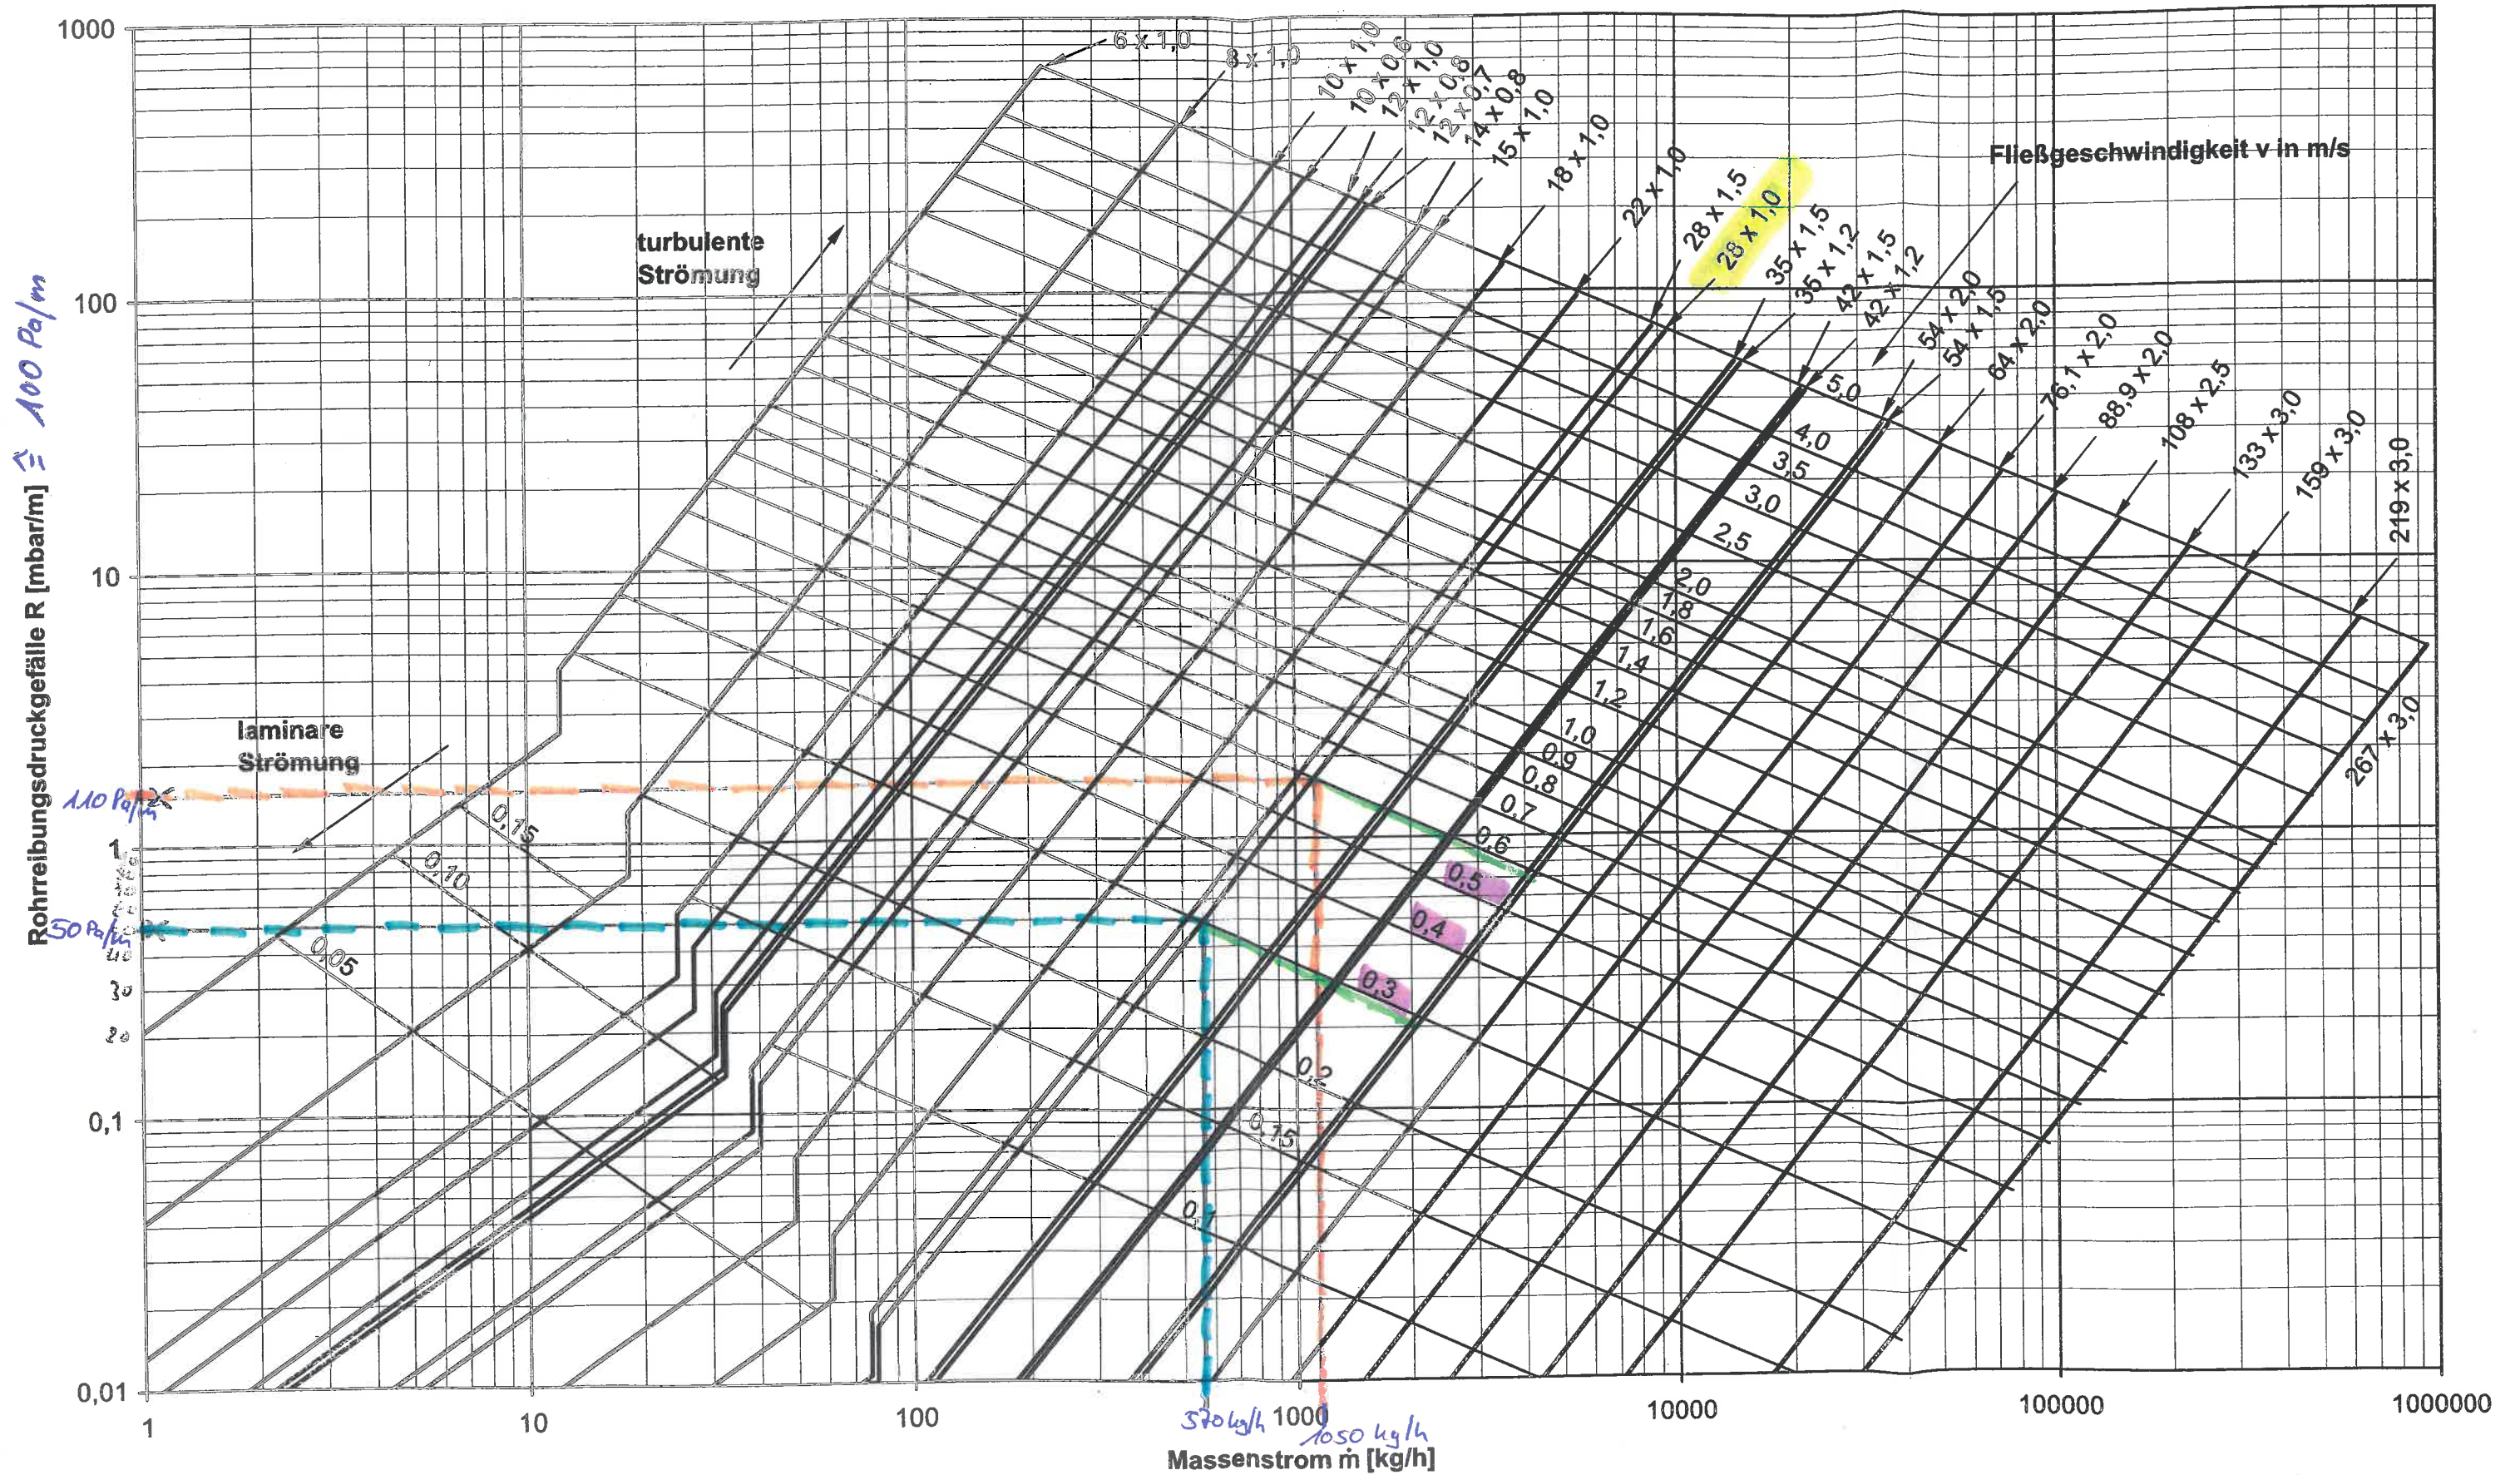 1000
100
10
1
0,1
0,01
Rohrreibungsdruckgefälle R [mbar/m] ≙ 100 Pa/m
110 Pa/m
50 Pa/m
40
30
20
turbulente
Strömung
laminare
Strömung
Fließgeschwindigkeit v in m/s
6 x 1,0
8 x 1,0
10 x 1,0
10 x 0,6
12 x 1,0
12 x 0,8
12 x 0,7
14 x 0,8
15 x 1,0
18 x 1,0
22 x 1,0
28 x 1,5
28 x 1,0
35 x 1,5
35 x 1,2
42 x 1,5
42 x 1,2
54 x 2,0
54 x 1,5
64 x 2,0
76,1 x 2,0
88,9 x 2,0
108 x 2,5
133 x 3,0
159 x 3,0
219 x 3,0
267 x 3,0
5,0
4,0
3,5
3,0
2,5
2,0
1,8
1,6
1,4
1,2
1,0
0,9
0,8
0,7
0,6
0,5
0,4
0,3
0,2
0,15
0,1
0,15
0,10
0,05
1
10
100
570 kg/h
1000
1050 kg/h
10000
100000
1000000
Massenstrom ṁ [kg/h]